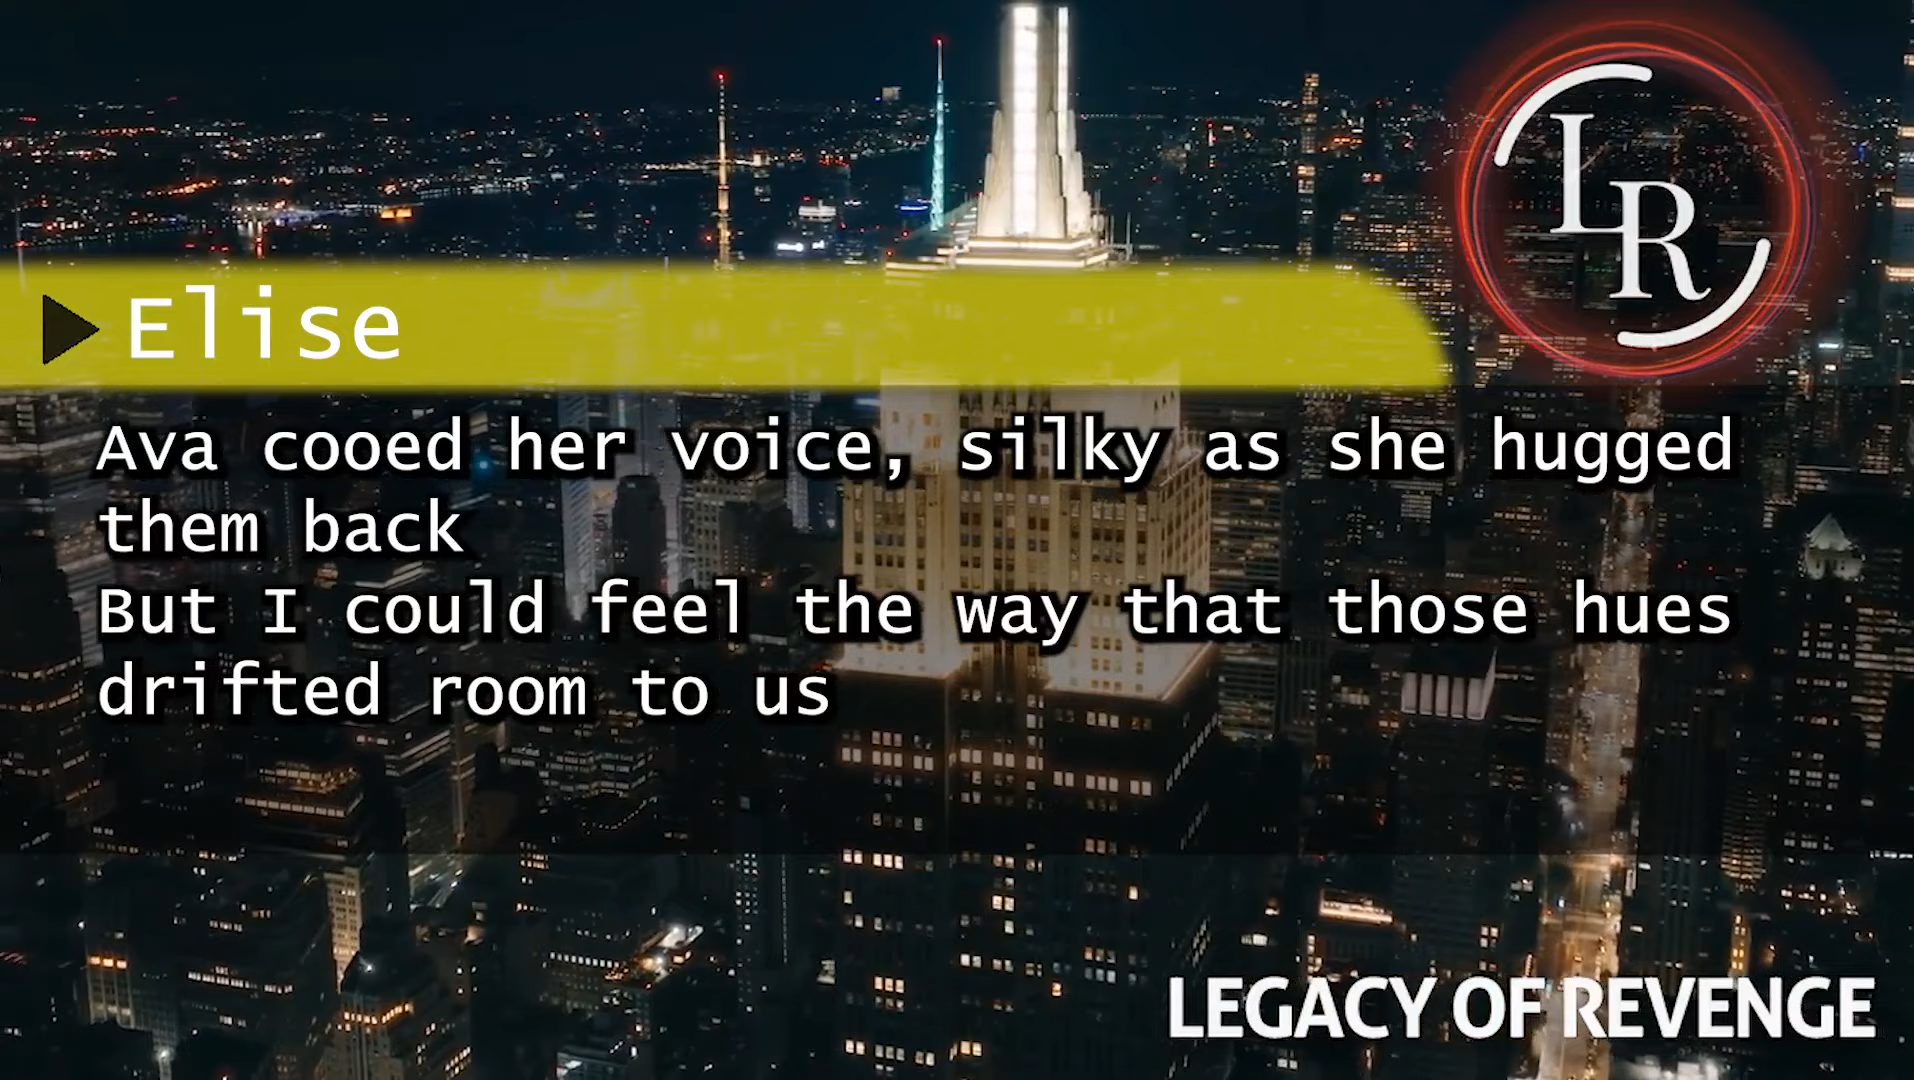 LR
Elise
Ava cooed her voice, silky as she hugged
them back
But I could feel the way that those hues
drifted room to us
LEGACY OF REVENGE